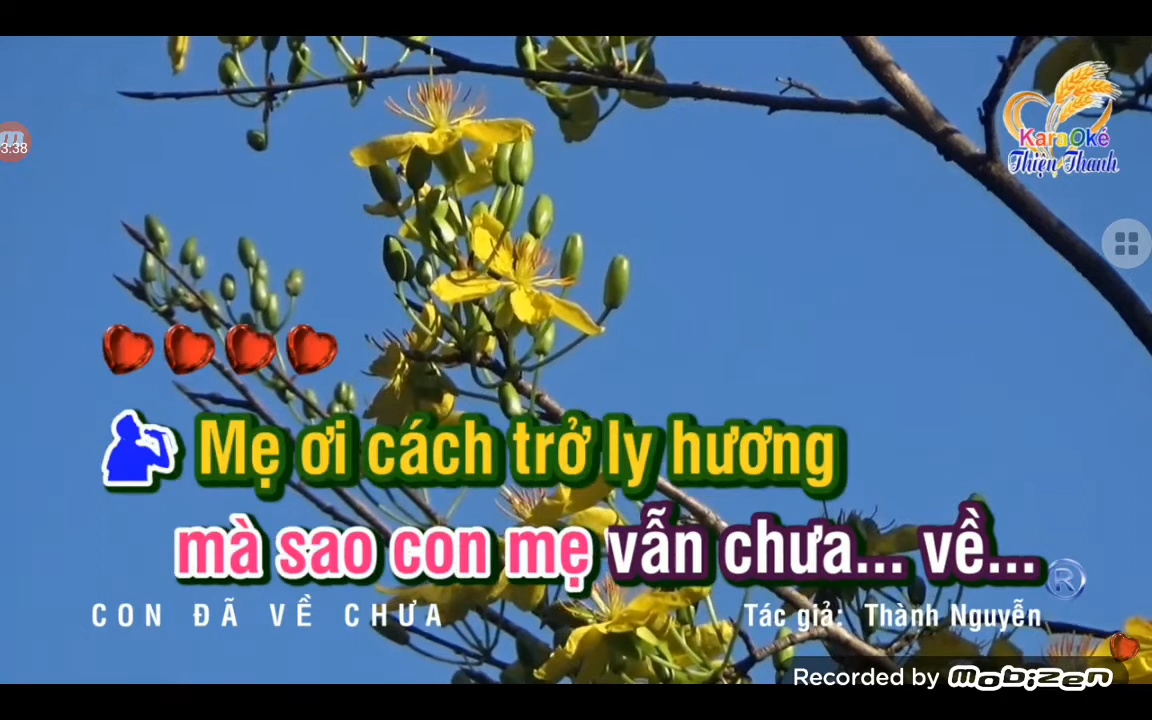 KaraOke
Thiện Thanh
3:38
Mẹ ơi cách trở ly hương
mà sao con mẹ vẫn chưa... về...
®
CON ĐÃ VỀ CHƯA
Tác giả: Thành Nguyễn
Recorded by mobizen